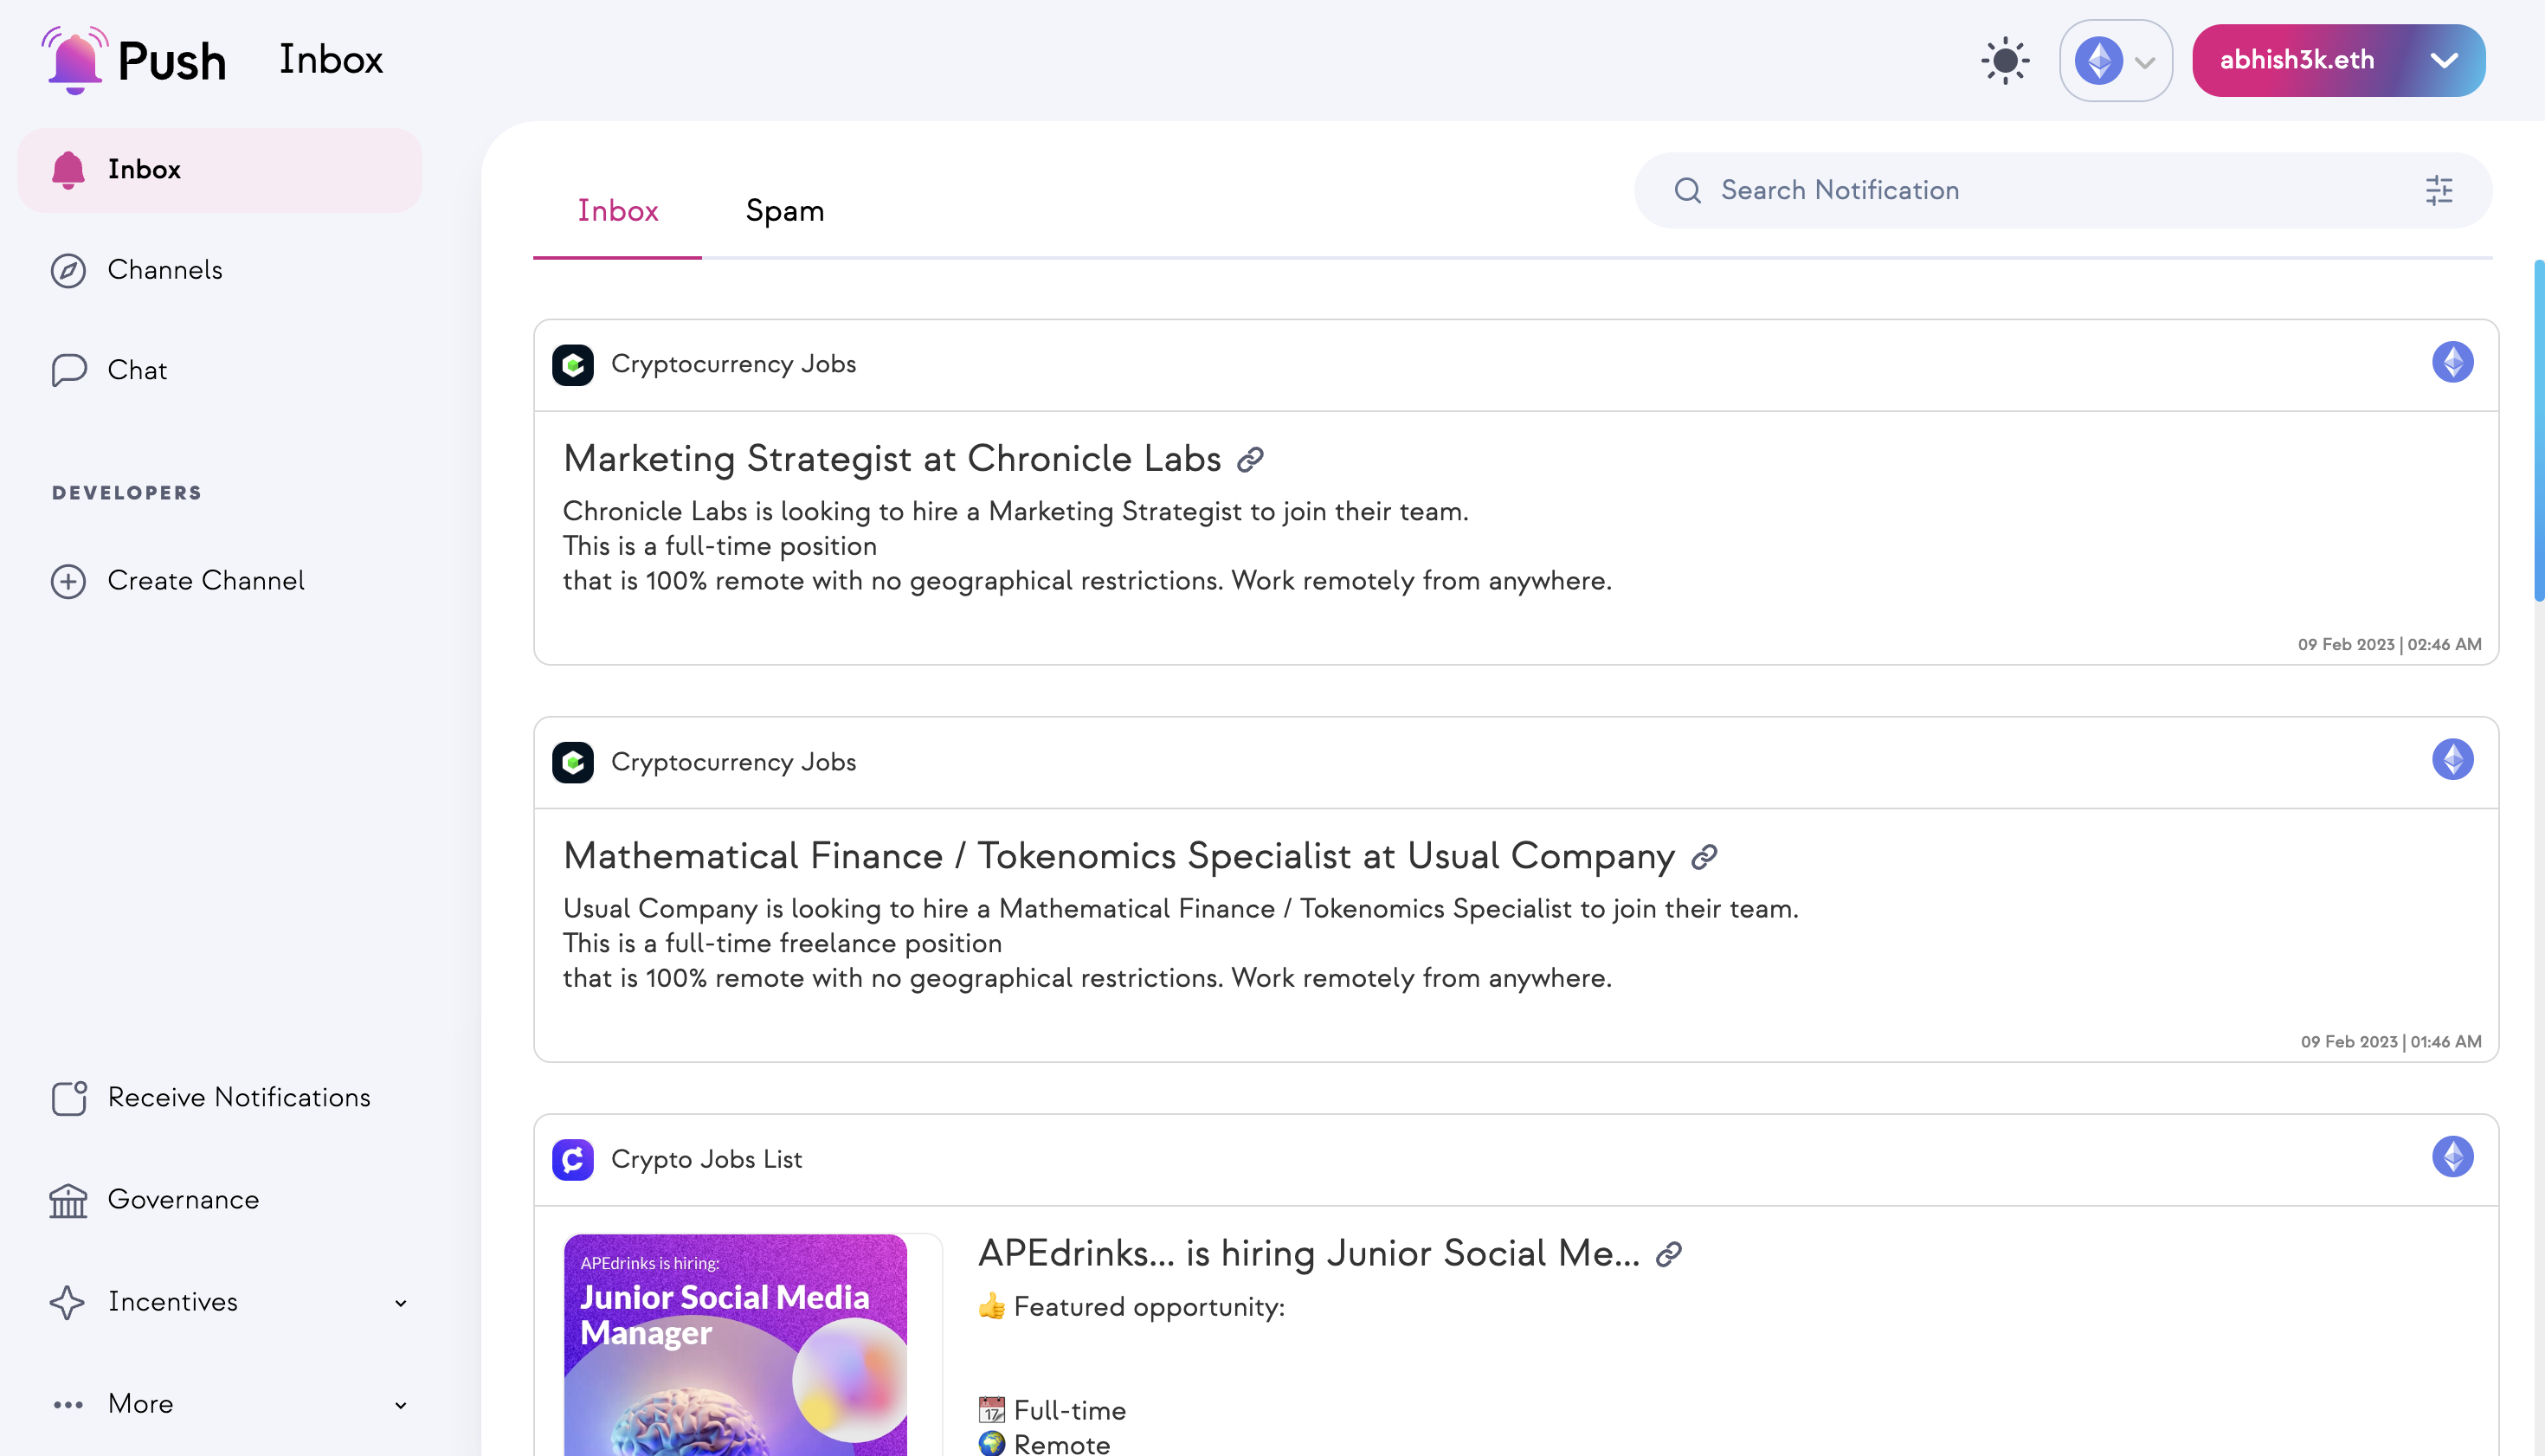 Push
Inbox
abhish3k.eth
Inbox
Channels
Chat
DEVELOPERS
Create Channel
Receive Notifications
Governance
Incentives
More
Inbox
Spam
Search Notification
Cryptocurrency Jobs
Marketing Strategist at Chronicle Labs
Chronicle Labs is looking to hire a Marketing Strategist to join their team.
This is a full-time position
that is 100% remote with no geographical restrictions. Work remotely from anywhere.
09 Feb 2023 | 02:46 AM
Cryptocurrency Jobs
Mathematical Finance / Tokenomics Specialist at Usual Company
Usual Company is looking to hire a Mathematical Finance / Tokenomics Specialist to join their team.
This is a full-time freelance position
that is 100% remote with no geographical restrictions. Work remotely from anywhere.
09 Feb 2023 | 01:46 AM
Crypto Jobs List
APEdrinks is hiring:
Junior Social Media
Manager
APEdrinks... is hiring Junior Social Me...
👍 Featured opportunity:
📆 Full-time
🌍 Remote